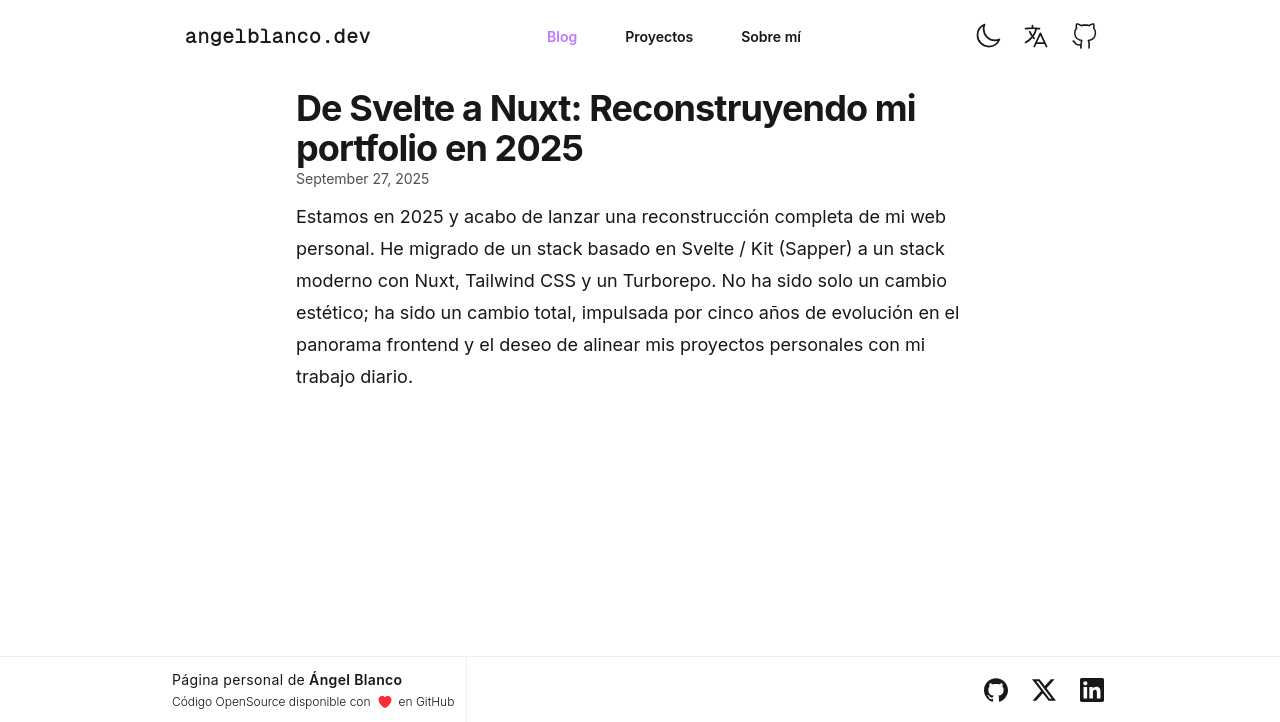 angelblanco.dev
Blog
Proyectos
Sobre mí
De Svelte a Nuxt: Reconstruyendo mi
portfolio en 2025
September 27, 2025
Estamos en 2025 y acabo de lanzar una reconstrucción completa de mi web
personal. He migrado de un stack basado en Svelte / Kit (Sapper) a un stack
moderno con Nuxt, Tailwind CSS y un Turborepo. No ha sido solo un cambio
estético; ha sido un cambio total, impulsada por cinco años de evolución en el
panorama frontend y el deseo de alinear mis proyectos personales con mi
trabajo diario.
Página personal de Ángel Blanco
Código OpenSource disponible con ❤️ en GitHub